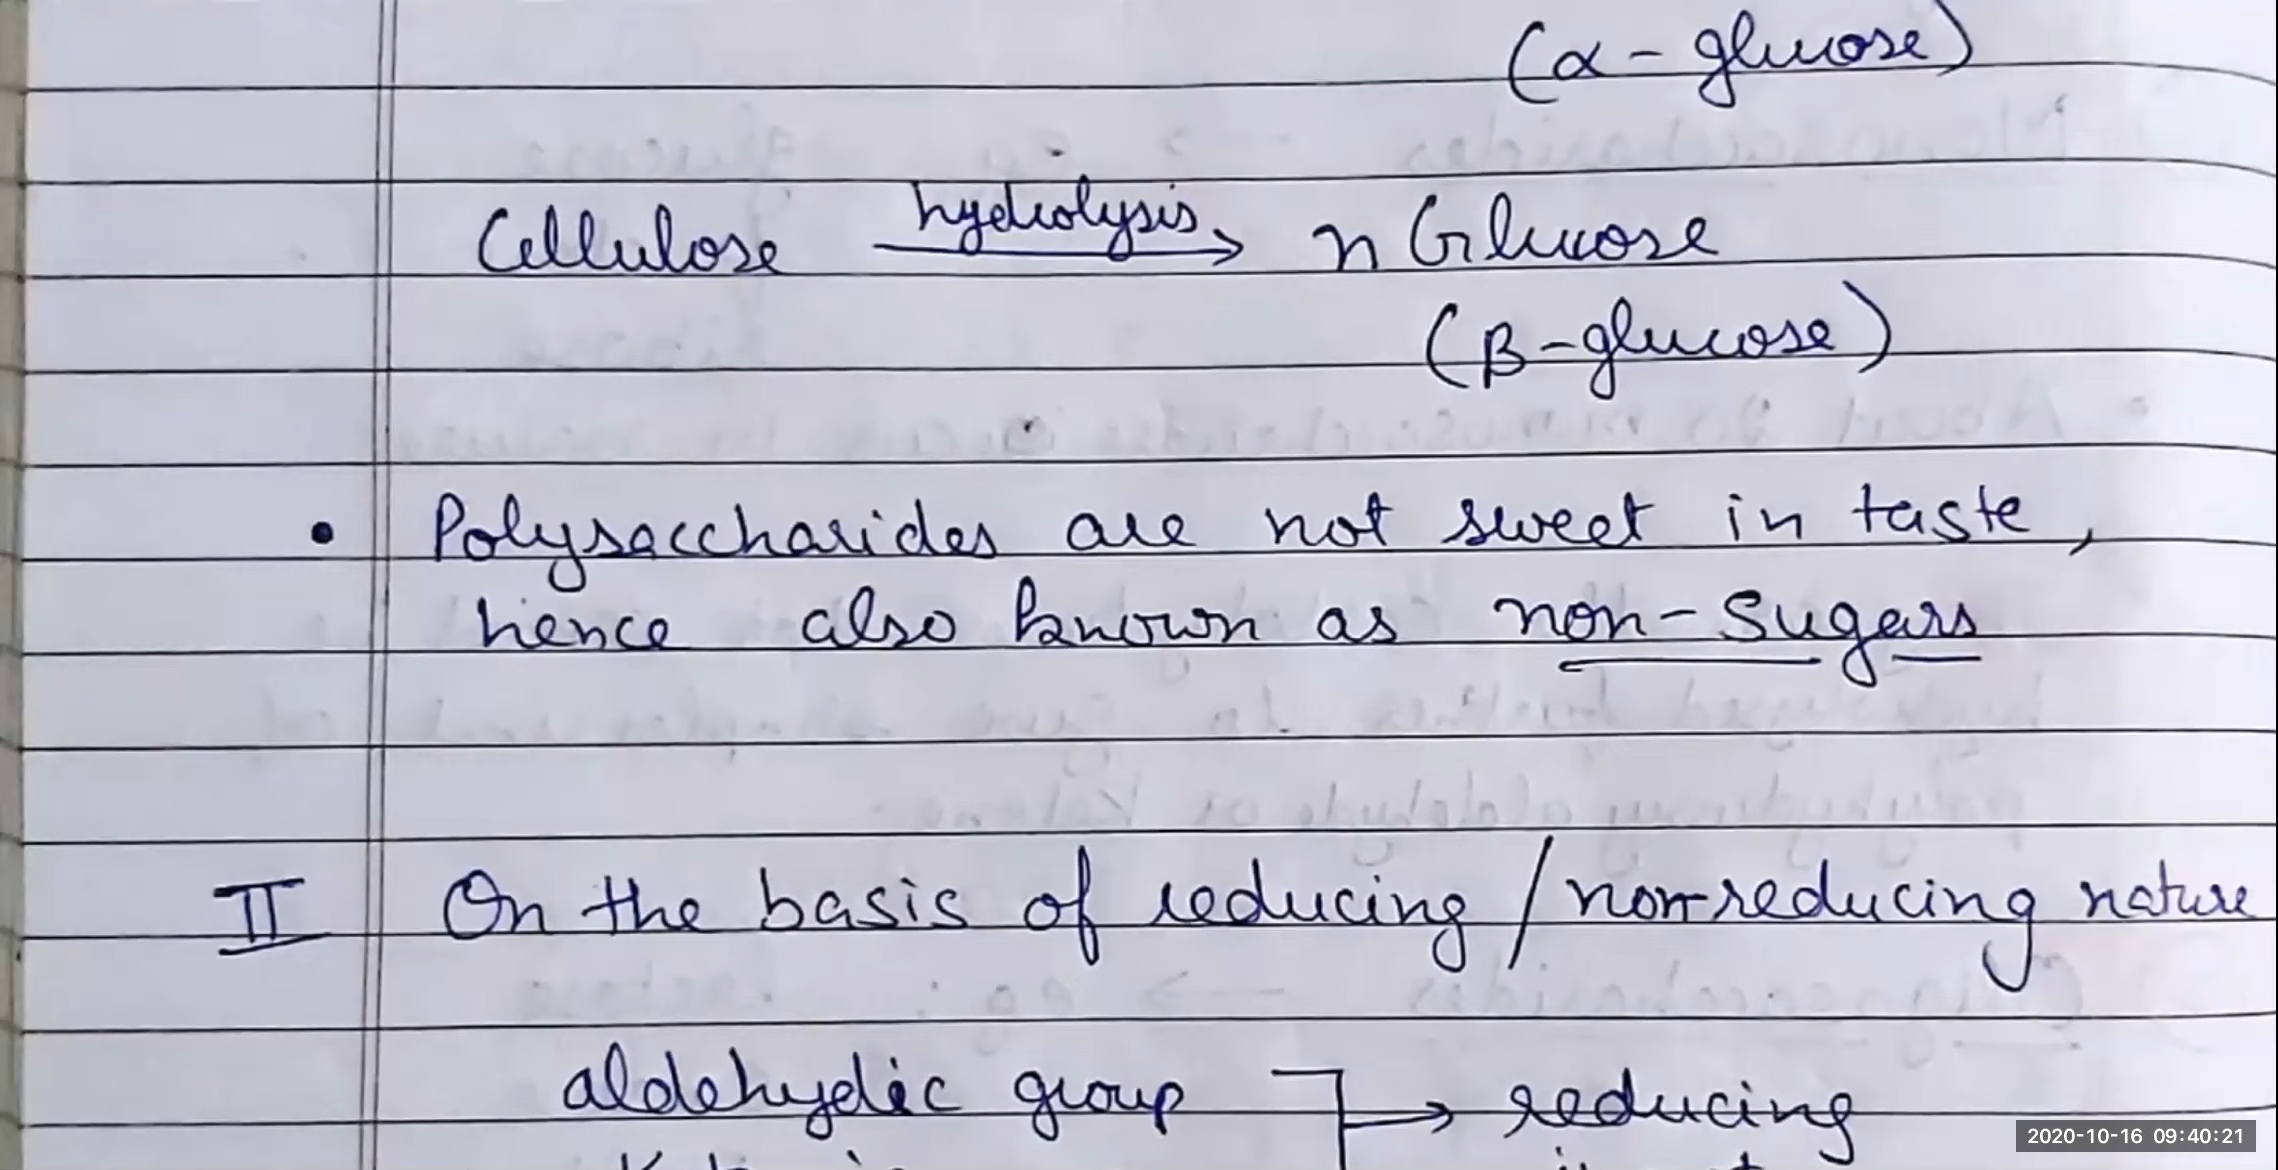 (α - glucose)
Cellulose hydrolysis → n Glucose
(β - glucose)
• Polysaccharides are not sweet in taste,
hence also known as non-sugars
II On the basis of reducing / non-reducing nature
aldehydic group → reducing
2020-10-16 09:40:21